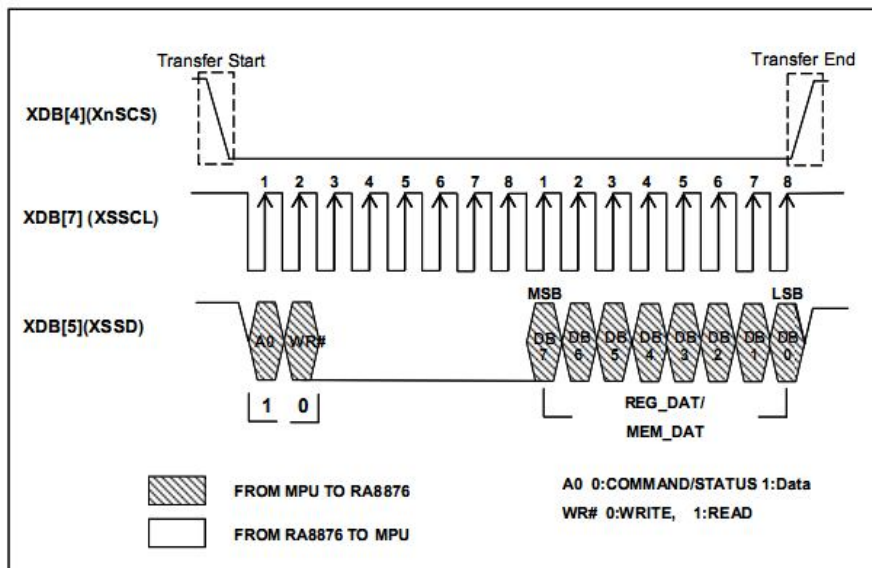 Transfer Start
Transfer End
XDB[4](XnSCS)
1 2 3 4 5 6 7 8 1 2 3 4 5 6 7 8
XDB[7] (XSSCL)
MSB LSB
XDB[5](XSSD)
A0 WR# DB 7 DB 6 DB 5 DB 4 DB 3 DB 2 DB 1 DB 0
1 0
REG_DAT/
MEM_DAT
FROM MPU TO RA8876
FROM RA8876 TO MPU
A0 0:COMMAND/STATUS 1:Data
WR# 0:WRITE, 1:READ